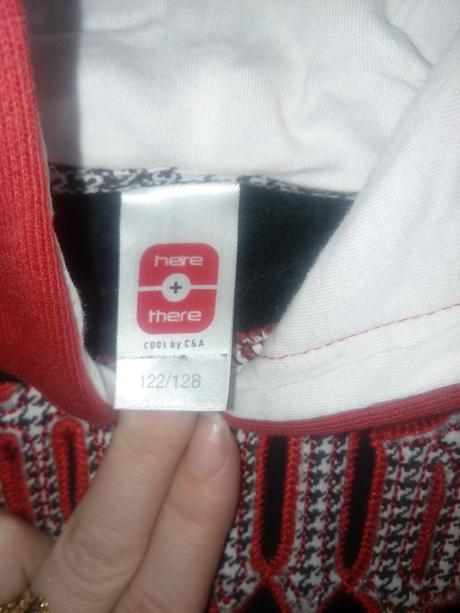 here
+
there
COOL by C&A
122/128